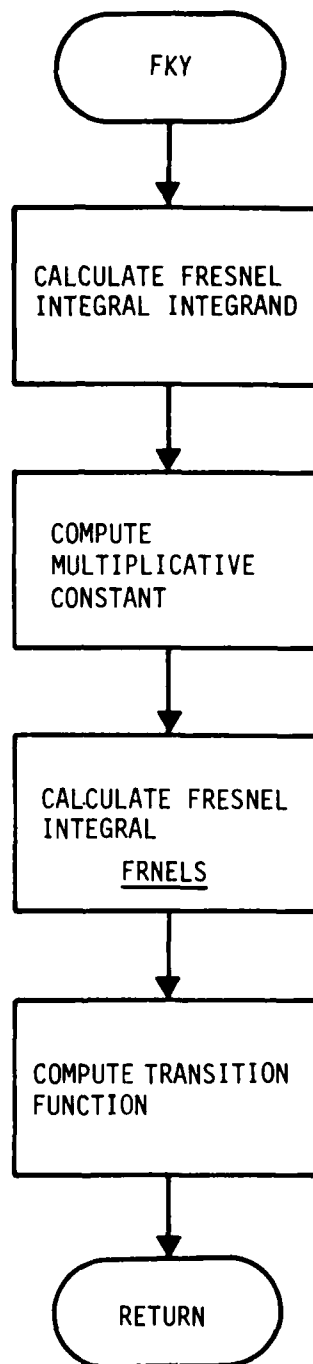 FKY
CALCULATE FRESNEL
INTEGRAL INTEGRAND
COMPUTE
MULTIPLICATIVE
CONSTANT
CALCULATE FRESNEL
INTEGRAL
FRNELS
COMPUTE TRANSITION
FUNCTION
RETURN